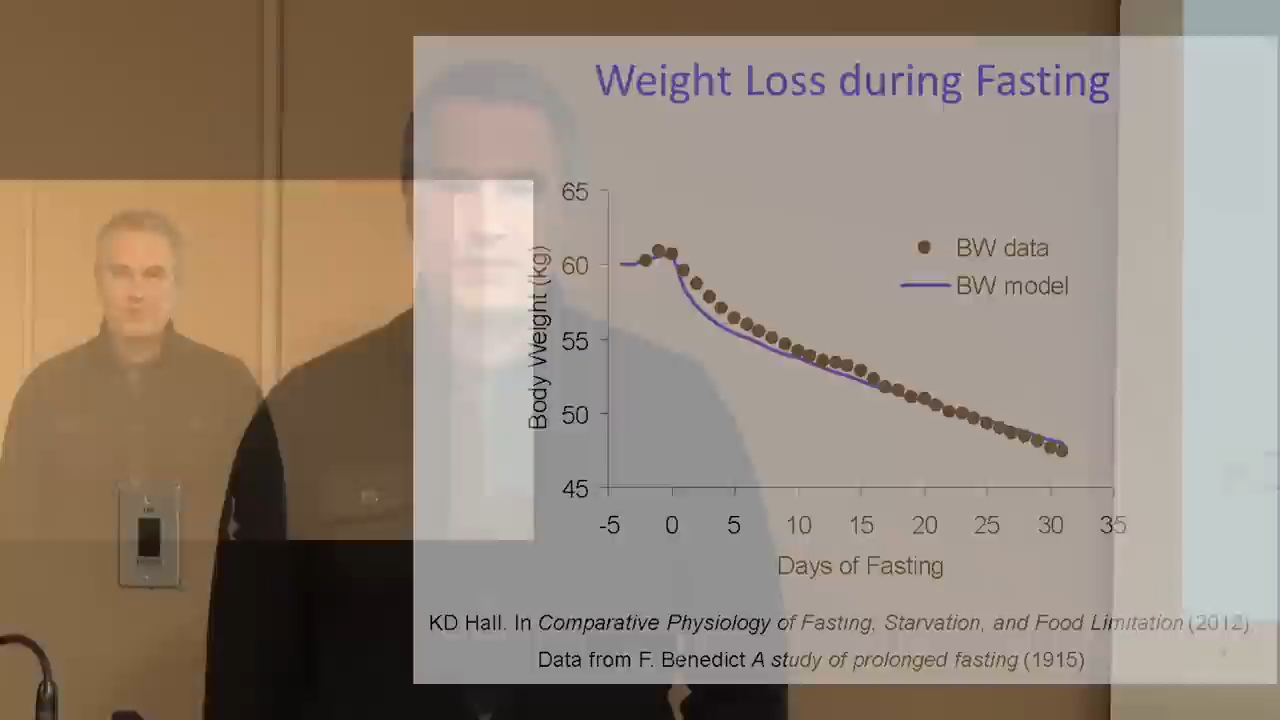 Weight Loss during Fasting
65
60
55
50
45
Body Weight (kg)
BW data
BW model
-5 0 5 10 15 20 25 30 35
Days of Fasting
KD Hall. In Comparative Physiology of Fasting, Starvation, and Food Limitation (2012)
Data from F. Benedict A study of prolonged fasting (1915)